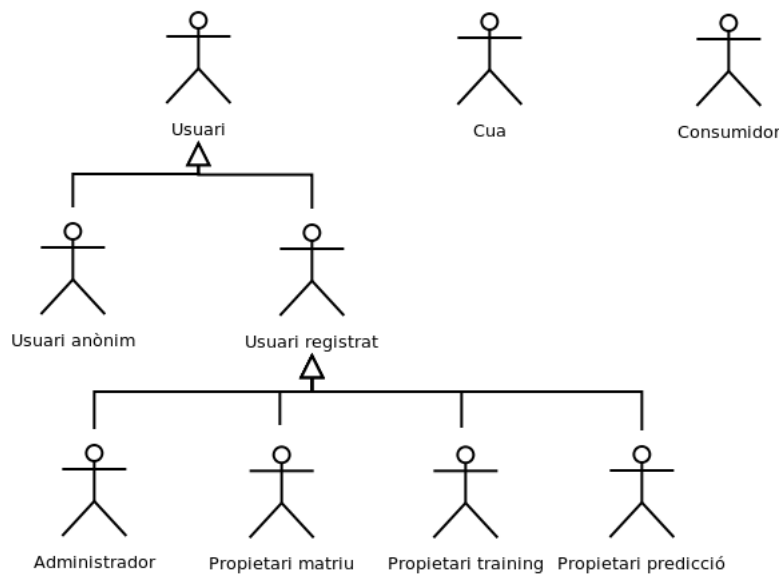 Usuari
Cua
Consumidor
Usuari anònim
Usuari registrat
Administrador
Propietari matriu
Propietari training
Propietari predicció